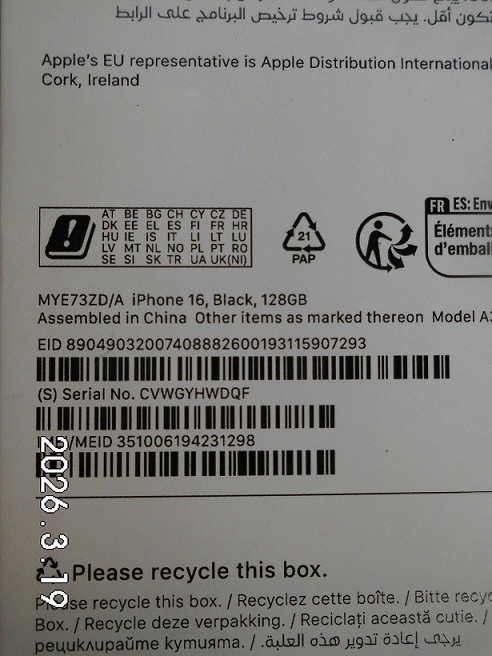 تكون أقل. يجب قبول شروط ترخيص البرنامج على الرابط
Apple's EU representative is Apple Distribution International
Cork, Ireland
AT BE BG CH CY CZ DE
DK EE EL ES FI FR HR
HU IE IS IT LI LT LU
LV MT NL NO PL PT RO
SE SI SK TR UA UK(NI)
21
PAP
FR ES: Env
Éléments
d'embal
MYE73ZD/A iPhone 16, Black, 128GB
Assembled in China Other items as marked thereon Model A3
EID 89049032007408882600193115907293
(S) Serial No. CVWGYHWDQF
/MEID 351006194231298
2026.3.19
Please recycle this box.
Please recycle this box. / Recyclez cette boîte. / Bitte recyc
Box. / Recycle deze verpakking. / Reciclați această cutie. /
рециклирайте кутията. / يرجى إعادة تدوير هذه العلبة.